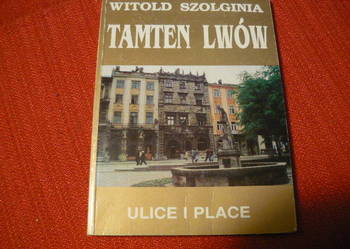 WITOLD SZOLGINIA
TAMTEN LWÓW
ULICE I PLACE